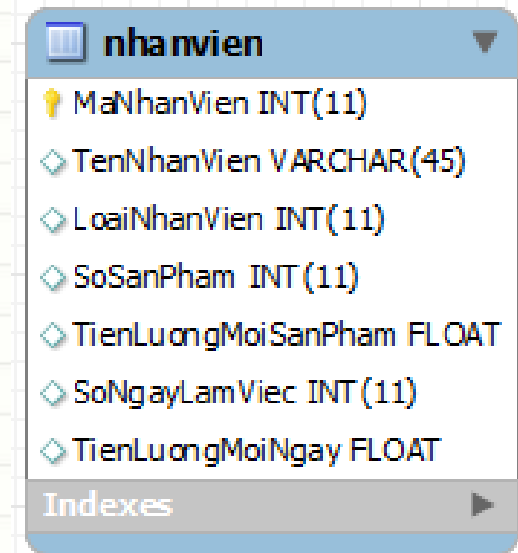 nhanvien
MaNhanVien INT(11)
TenNhanVien VARCHAR(45)
LoaiNhanVien INT(11)
SoSanPham INT(11)
TienLuongMoiSanPham FLOAT
SoNgayLamViec INT(11)
TienLuongMoiNgay FLOAT
Indexes